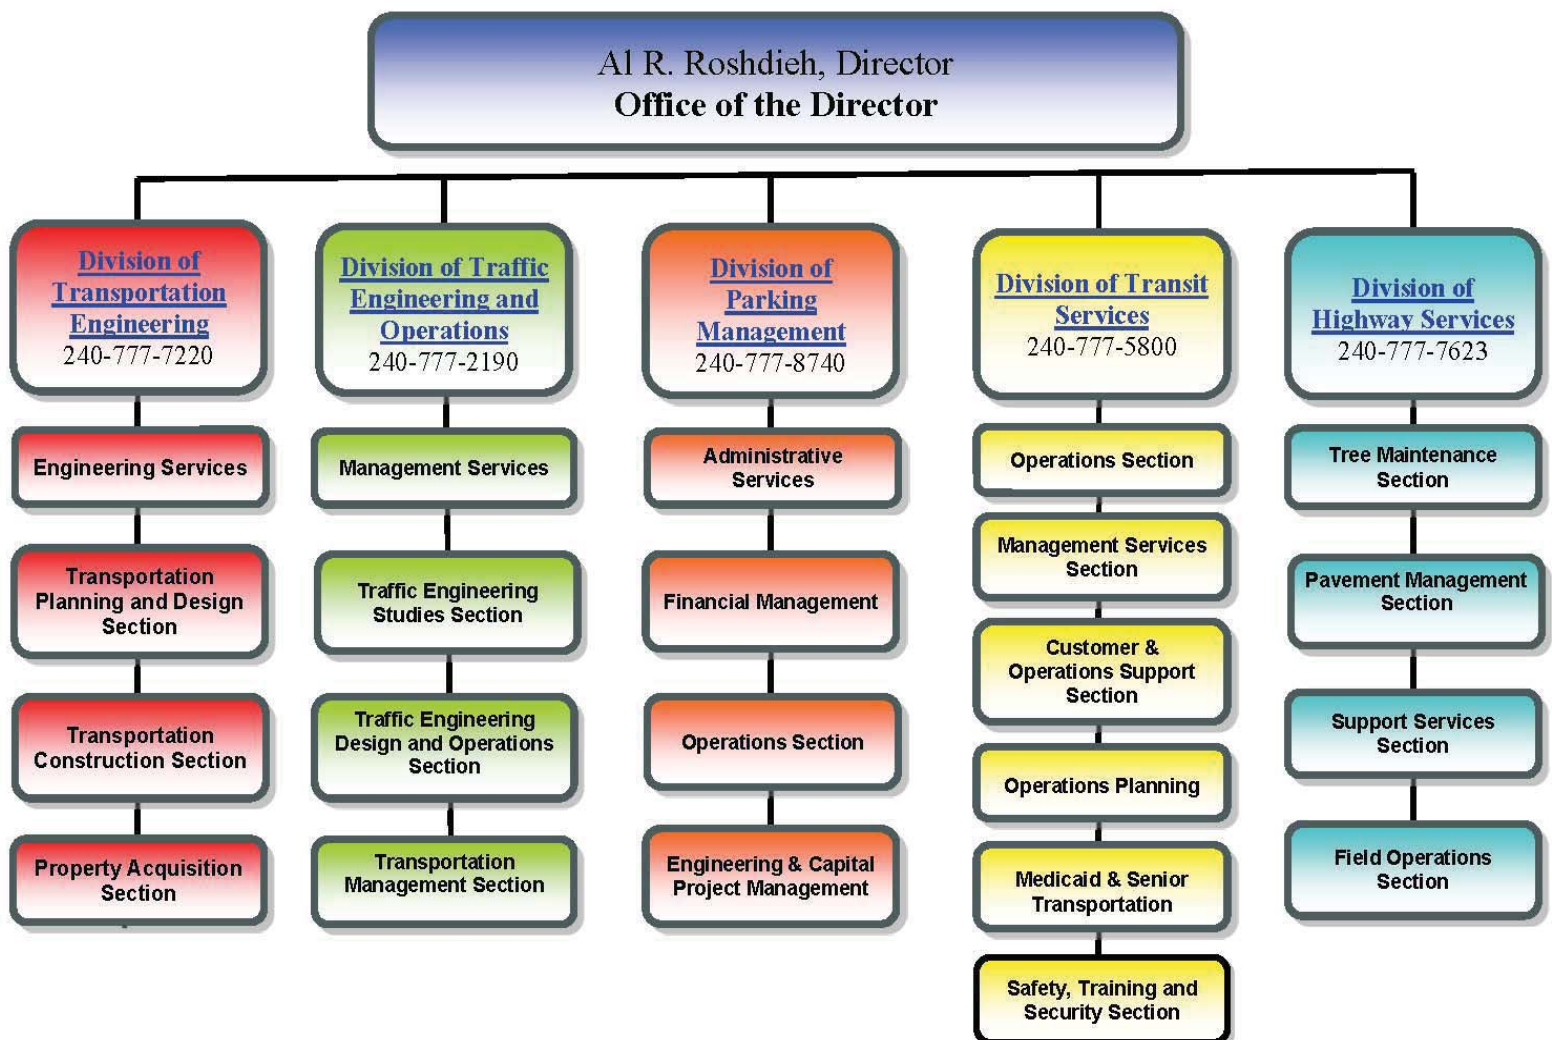 Al R. Roshdieh, Director
Office of the Director
Division of
Transportation
Engineering
240-777-7220
Engineering Services
Transportation
Planning and Design
Section
Transportation
Construction Section
Property Acquisition
Section
Division of Traffic
Engineering and
Operations
240-777-2190
Management Services
Traffic Engineering
Studies Section
Traffic Engineering
Design and Operations
Section
Transportation
Management Section
Division of
Parking
Management
240-777-8740
Administrative
Services
Financial Management
Operations Section
Engineering & Capital
Project Management
Division of Transit
Services
240-777-5800
Operations Section
Management Services
Section
Customer &
Operations Support
Section
Operations Planning
Medicaid & Senior
Transportation
Safety, Training and
Security Section
Division of
Highway Services
240-777-7623
Tree Maintenance
Section
Pavement Management
Section
Support Services
Section
Field Operations
Section